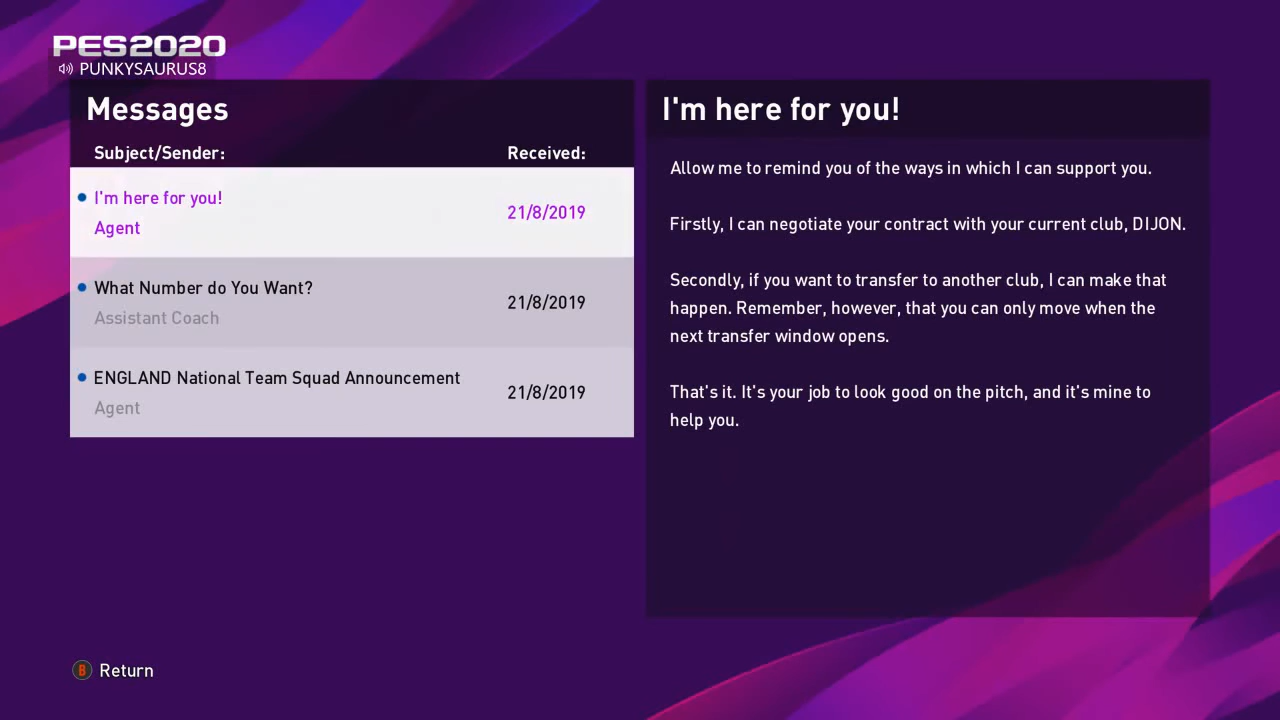 PES2020
PUNKYSAURUS8
Messages
Subject/Sender:
Received:
I'm here for you!
Agent
21/8/2019
What Number do You Want?
Assistant Coach
21/8/2019
ENGLAND National Team Squad Announcement
Agent
21/8/2019
I'm here for you!
Allow me to remind you of the ways in which I can support you.
Firstly, I can negotiate your contract with your current club, DIJON.
Secondly, if you want to transfer to another club, I can make that
happen. Remember, however, that you can only move when the
next transfer window opens.
That's it. It's your job to look good on the pitch, and it's mine to
help you.
B Return